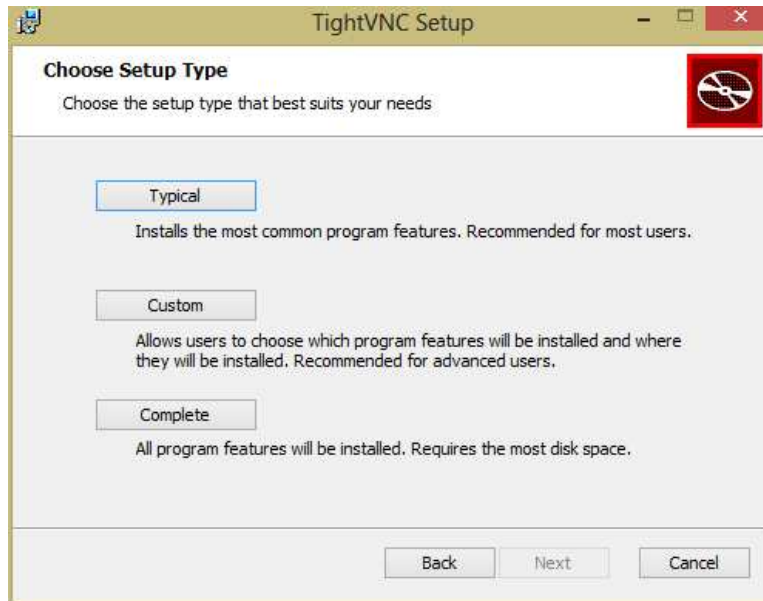 TightVNC Setup
Choose Setup Type
Choose the setup type that best suits your needs
Typical
Installs the most common program features. Recommended for most users.
Custom
Allows users to choose which program features will be installed and where
they will be installed. Recommended for advanced users.
Complete
All program features will be installed. Requires the most disk space.
Back Next Cancel